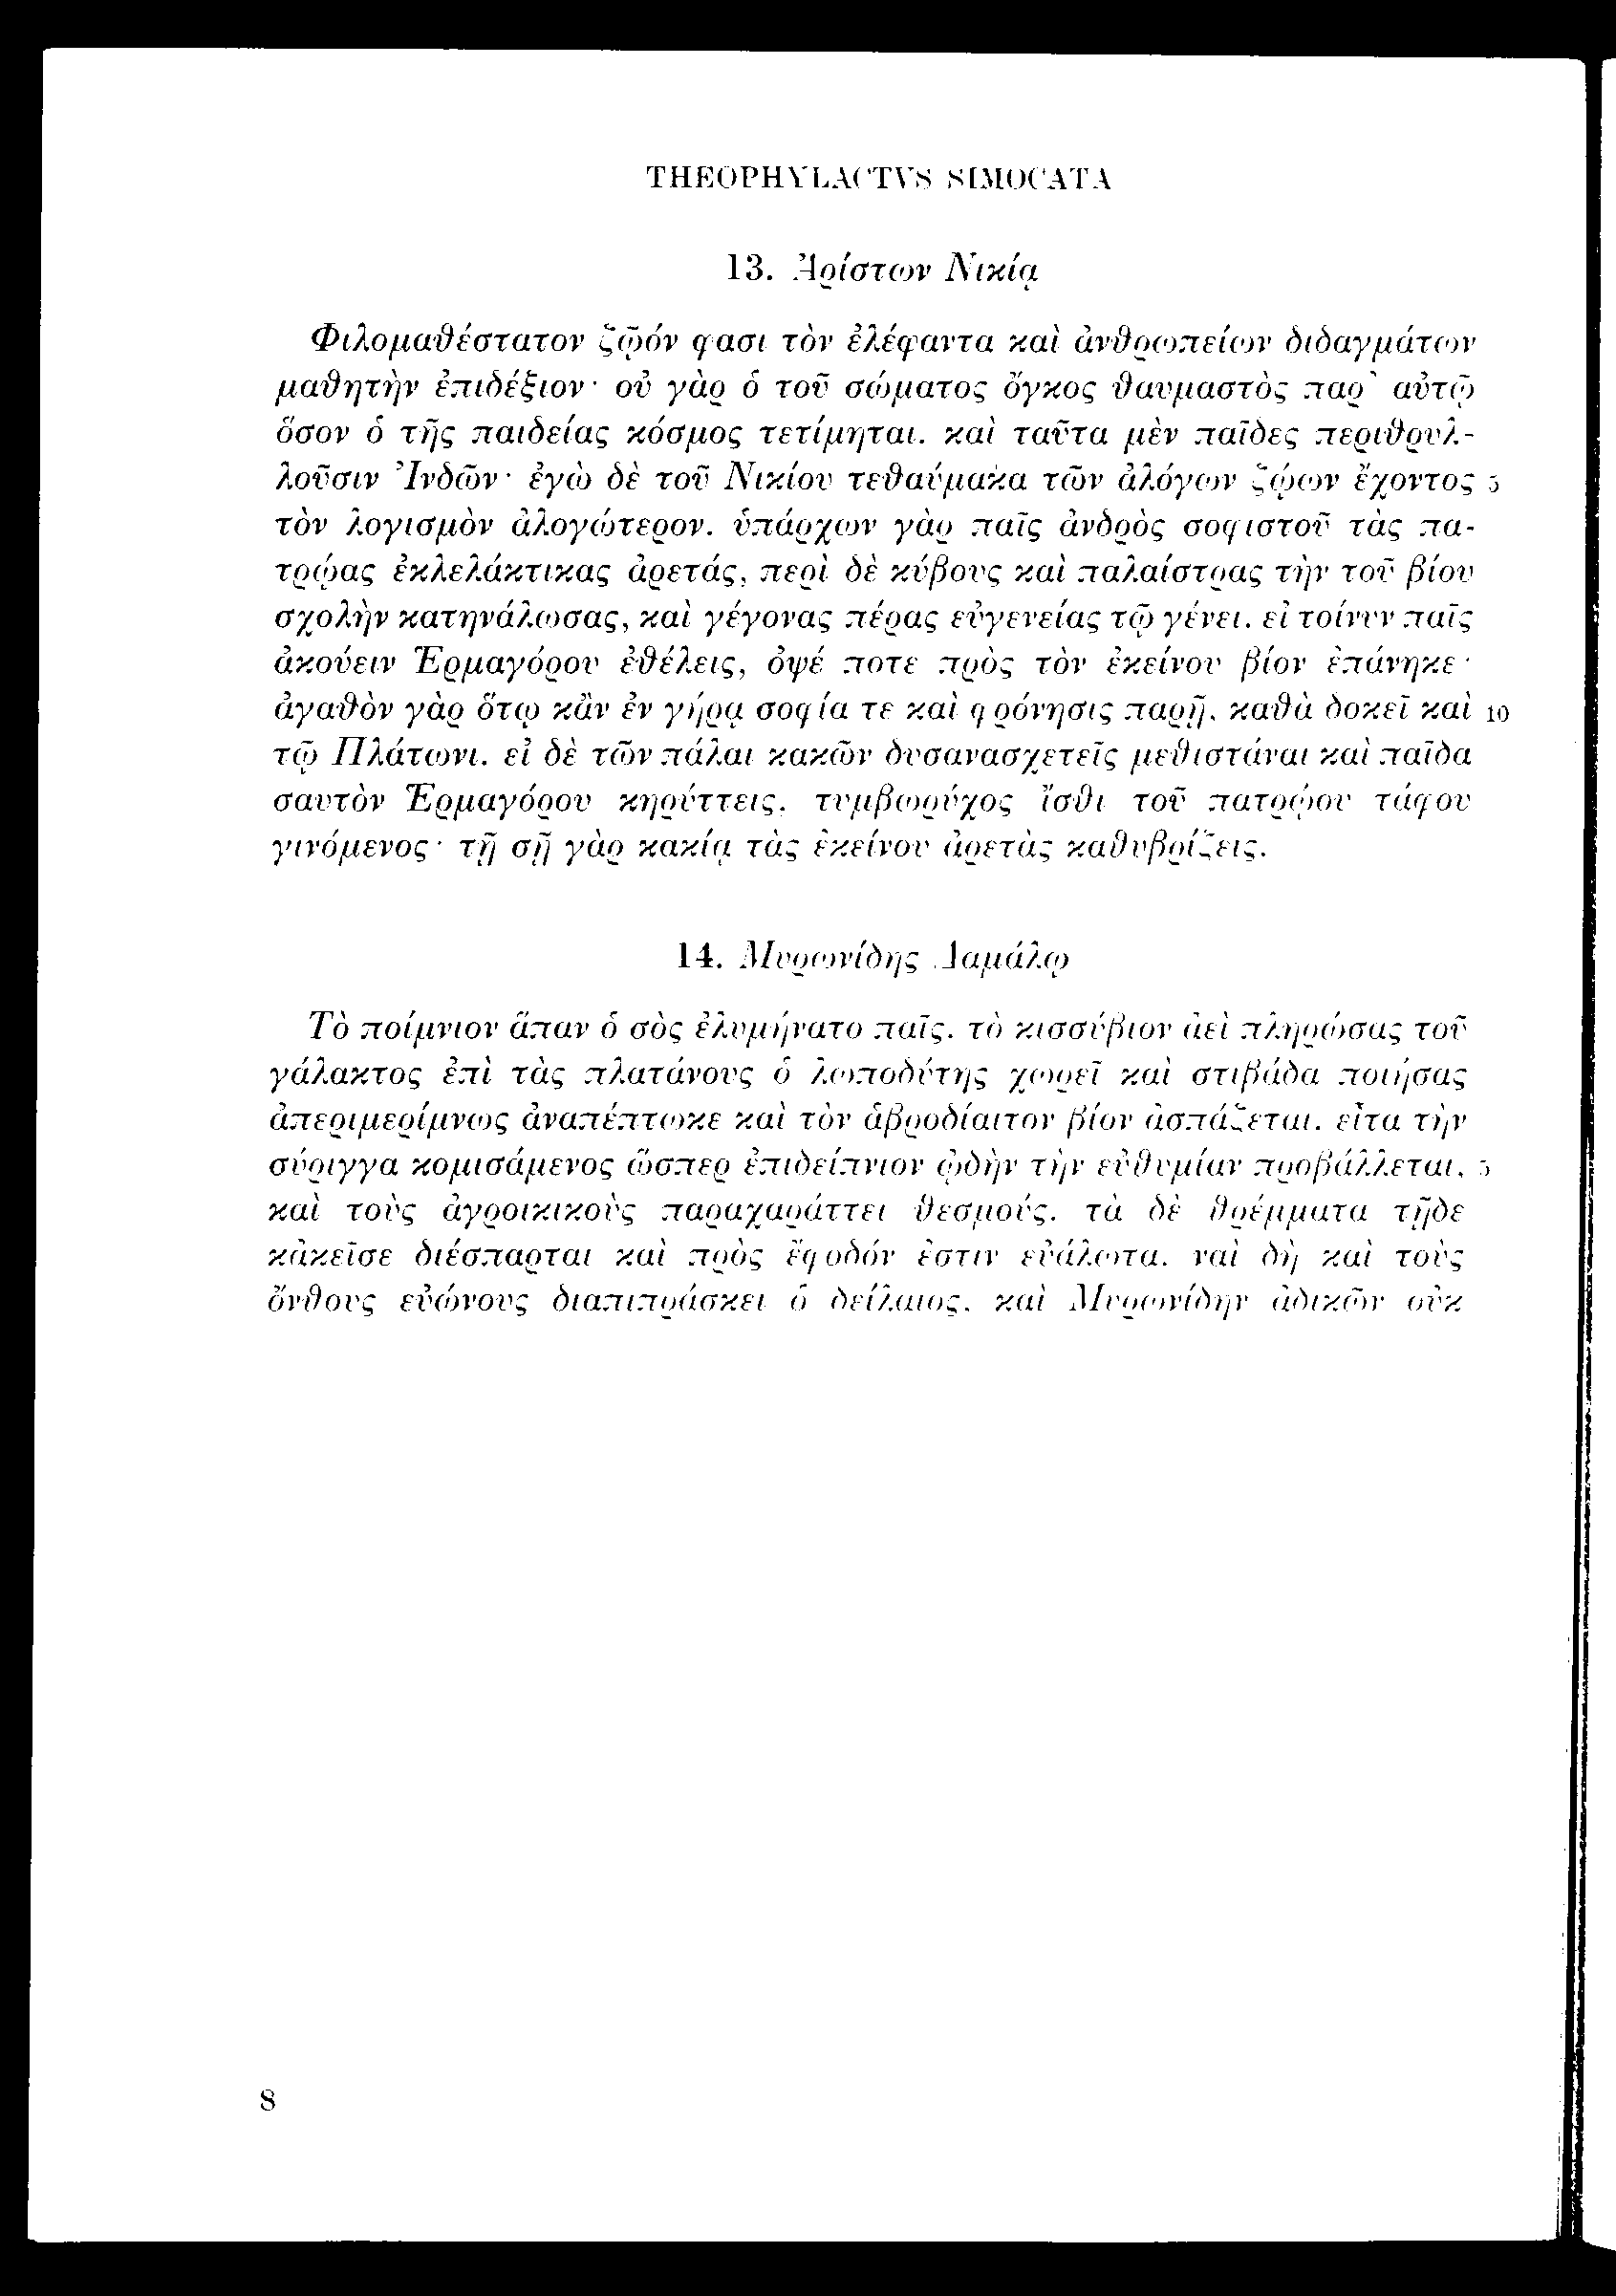 THEOPHYLACTVS SIMOCATA
13. Ἀρίστων Νικίᾳ
Φιλομαθέστατον ζῷόν φασι τὸν ἐλέφαντα καὶ ἀνθρωπείων διδαγμάτων
μαθητὴν ἐπιδέξιον· οὐ γὰρ ὁ τοῦ σώματος ὄγκος θαυμαστὸς παρ' αὐτῷ
ὅσον ὁ τῆς παιδείας κόσμος τετίμηται. καὶ ταῦτα μὲν παῖδες περιθρυλ-
λοῦσιν Ἰνδῶν· ἐγὼ δὲ τοῦ Νικίου τεθαύμακα τῶν ἀλόγων ζῴων ἔχοντος 5
τὸν λογισμὸν ἀλογώτερον. ὑπάρχων γὰρ παῖς ἀνδρὸς σοφιστοῦ τὰς πα-
τρῴας ἐκλελάκτικας ἀρετάς, περὶ δὲ κύβους καὶ παλαίστρας τὴν τοῦ βίου
σχολὴν κατηνάλωσας, καὶ γέγονας πέρας εὐγενείας τῷ γένει. εἰ τοίνυν παῖς
ἀκούειν Ἑρμαγόρου ἐθέλεις, ὀψέ ποτε πρὸς τὸν ἐκείνου βίον ἐπάνηκε·
ἀγαθὸν γὰρ ὅτῳ κἂν ἐν γήρᾳ σοφία τε καὶ φρόνησις παρῇ, καθὰ δοκεῖ καὶ 10
τῷ Πλάτωνι. εἰ δὲ τῶν πάλαι κακῶν δυσανασχετεῖς μεθιστάναι καὶ παῖδα
σαυτὸν Ἑρμαγόρου κηρύττεις, τυμβωρύχος ἴσθι τοῦ πατρῴου τάφου
γινόμενος· τῇ σῇ γὰρ κακίᾳ τὰς ἐκείνου ἀρετὰς καθυβρίζεις.
14. Μυρωνίδης Δαμάλῳ
Τὸ ποίμνιον ἅπαν ὁ σὸς ἐλυμήνατο παῖς. τὸ κισσύβιον ἀεὶ πληρώσας τοῦ
γάλακτος ἐπὶ τὰς πλατάνους ὁ λωποδύτης χωρεῖ καὶ στιβάδα ποιήσας
ἀπεριμερίμνως ἀναπέπτωκε καὶ τὸν ἁβροδίαιτον βίον ἀσπάζεται. εἶτα τὴν
σύριγγα κομισάμενος ὥσπερ ἐπιδείπνιον ᾠδὴν τὴν εὐθυμίαν προβάλλεται, 5
καὶ τοὺς ἀγροικικοὺς παραχαράττει θεσμούς. τὰ δὲ θρέμματα τῇδε
κἀκεῖσε διέσπαρται καὶ πρὸς ἔφοδόν ἐστιν εὐάλωτα. ναὶ δὴ καὶ τοὺς
ὄνθους εὐώνους διαπιπράσκει ὁ δείλαιος, καὶ Μυρωνίδην ἀδικῶν οὐκ
8